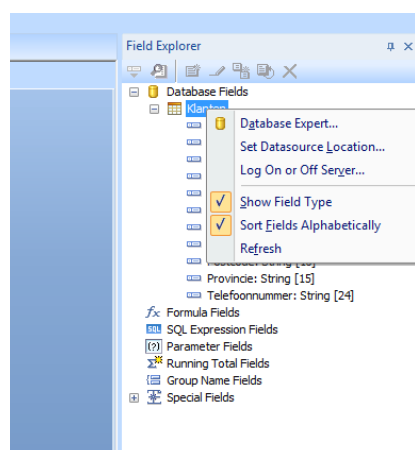 Field Explorer
Database Fields
Klanten
Database Expert...
Set Datasource Location...
Log On or Off Server...
Show Field Type
Sort Fields Alphabetically
Refresh
Provincie: String [15]
Telefoonnummer: String [24]
Formula Fields
SQL Expression Fields
Parameter Fields
Running Total Fields
Group Name Fields
Special Fields